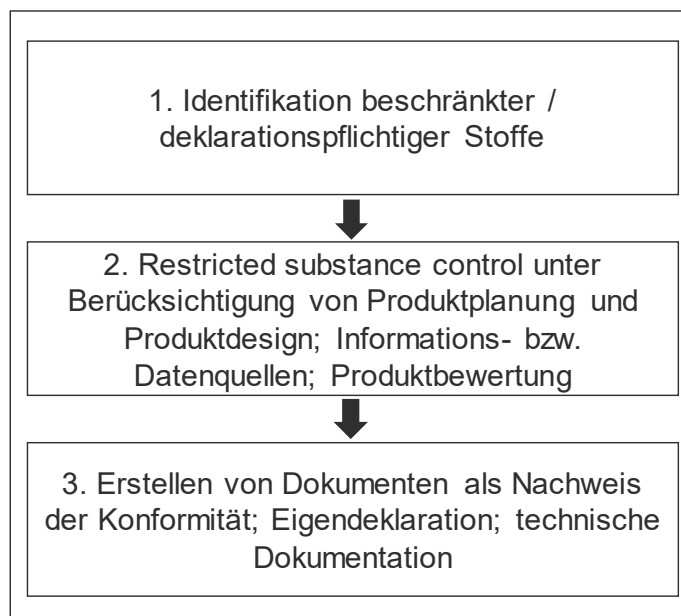 1. Identifikation beschränkter /
deklarationspflichtiger Stoffe
2. Restricted substance control unter
Berücksichtigung von Produktplanung und
Produktdesign; Informations- bzw.
Datenquellen; Produktbewertung
3. Erstellen von Dokumenten als Nachweis
der Konformität; Eigendeklaration; technische
Dokumentation